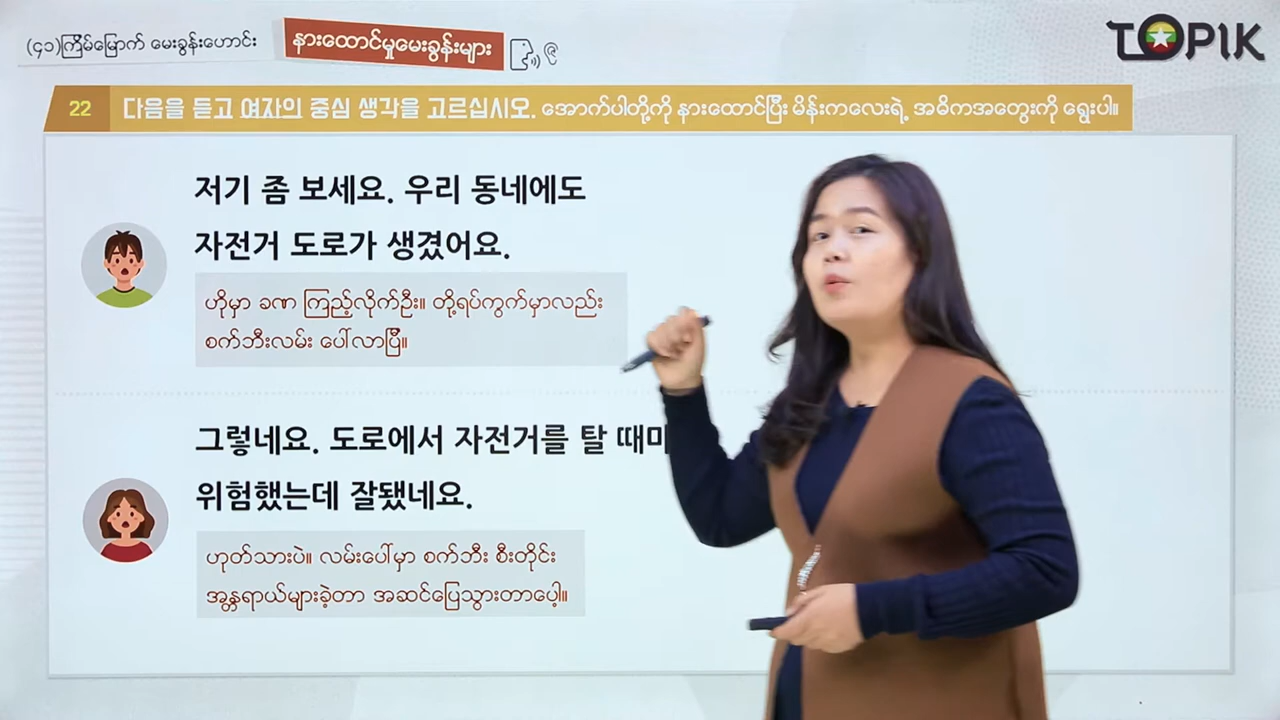 (၄၁)ကြိမ်မြောက် မေးခွန်းဟောင်း
နားထောင်မှုမေးခွန်းများ
၉
TOPIK
22 다음을 듣고 여자의 중심 생각을 고르십시오. အောက်ပါတို့ကို နားထောင်ပြီး မိန်းကလေးရဲ့ အဓိကအတွေးကို ရွေးပါ။
저기 좀 보세요. 우리 동네에도
자전거 도로가 생겼어요.
ဟိုမှာ ခဏ ကြည့်လိုက်ဦး။ တို့ရပ်ကွက်မှာလည်း
စက်ဘီးလမ်း ပေါ်လာပြီ။
그렇네요. 도로에서 자전거를 탈
위험했는데 잘됐네요.
ဟုတ်သားပဲ။ လမ်းပေါ်မှာ စက်ဘီး စီးတိုင်း
အန္တရာယ်များခဲ့တာ အဆင်ပြေသွားတာပေါ့။